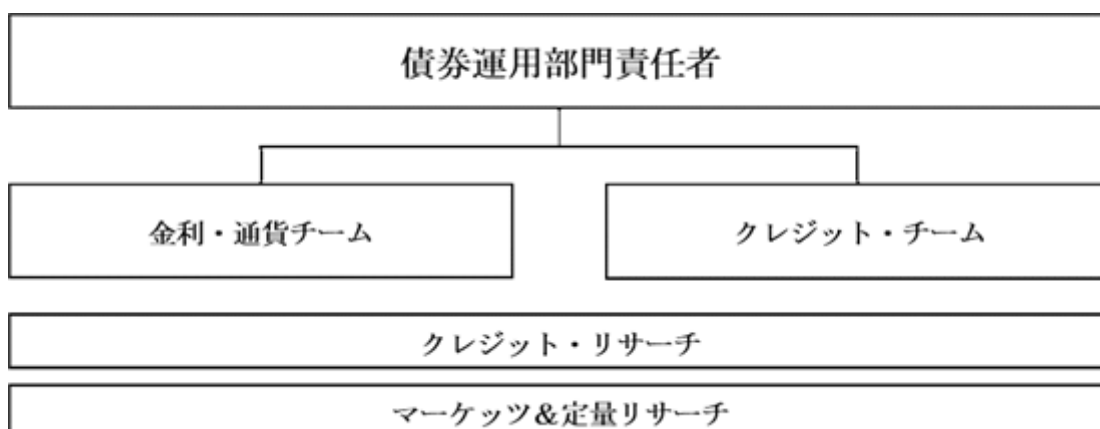 債券運用部門責任者
金利・通貨チーム
クレジット・チーム
クレジット・リサーチ
マーケッツ&定量リサーチ